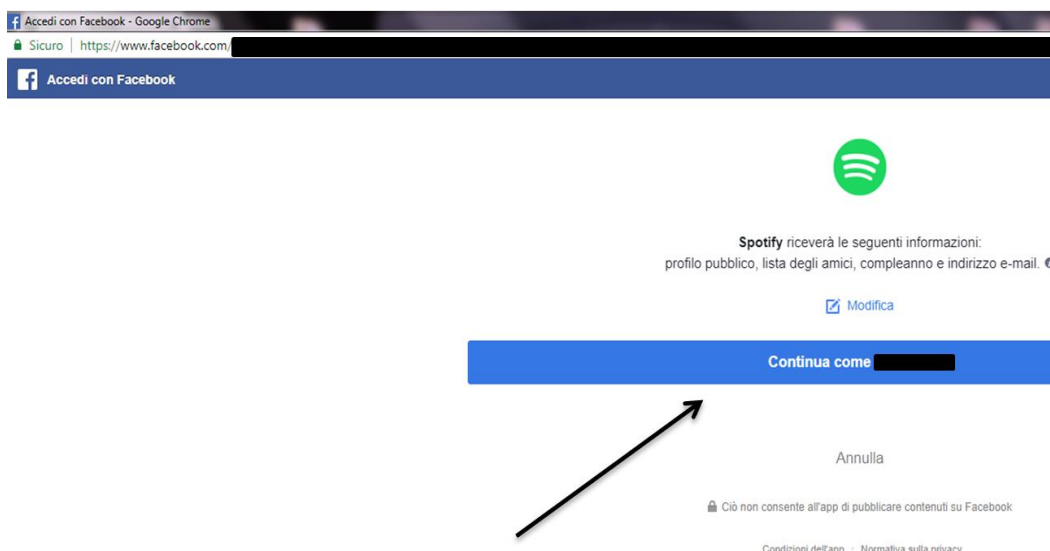 Accedi con Facebook - Google Chrome
Sicuro | https://www.facebook.com/
Accedi con Facebook
Spotify riceverà le seguenti informazioni:
profilo pubblico, lista degli amici, compleanno e indirizzo e-mail.
Modifica
Continua come
Annulla
Ciò non consente all'app di pubblicare contenuti su Facebook
Condizioni dell'app · Normativa sulla privacy